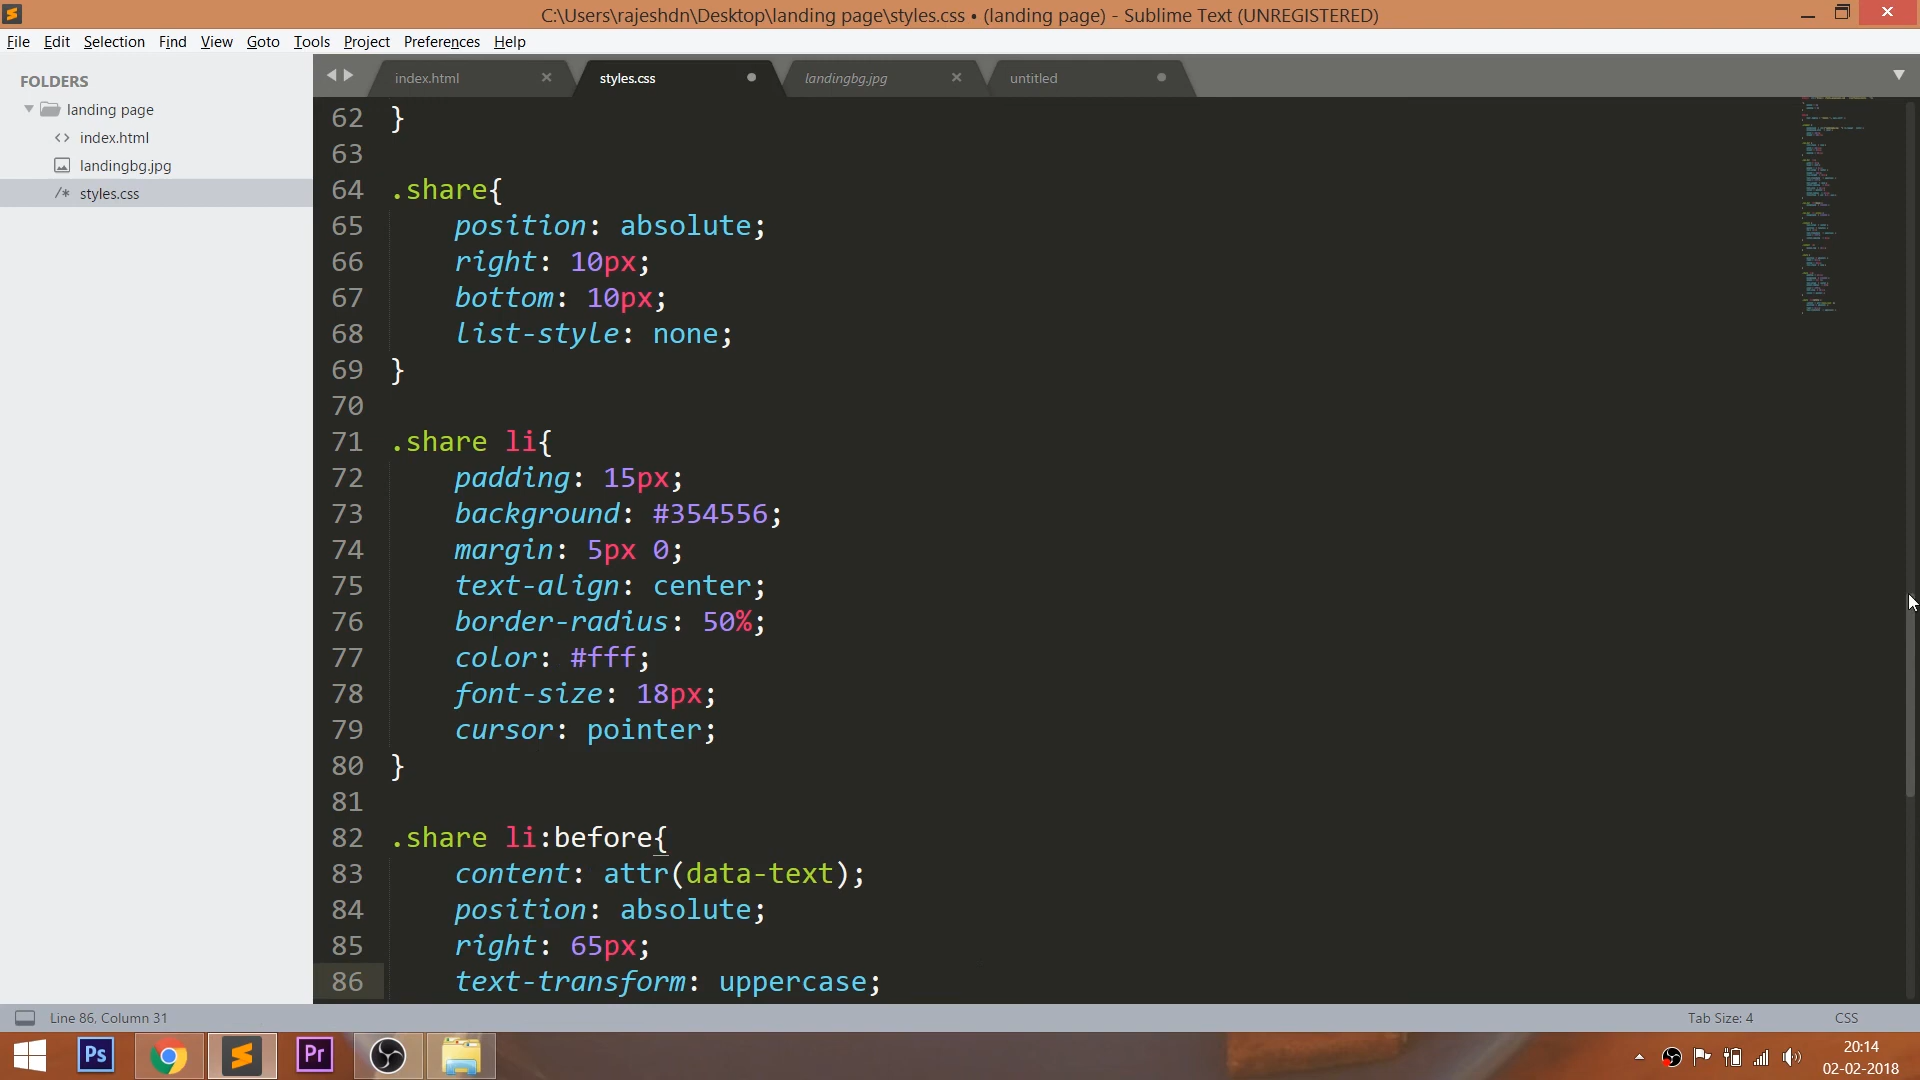 C:\Users\rajeshdn\Desktop\landing page\styles.css • (landing page) - Sublime Text (UNREGISTERED)
File Edit Selection Find View Goto Tools Project Preferences Help
FOLDERS
landing page
<> index.html
landingbg.jpg
/* styles.css
index.html
styles.css
landingbg.jpg
untitled
62 }
63
64 .share{
65 position: absolute;
66 right: 10px;
67 bottom: 10px;
68 list-style: none;
69 }
70
71 .share li{
72 padding: 15px;
73 background: #354556;
74 margin: 5px 0;
75 text-align: center;
76 border-radius: 50%;
77 color: #fff;
78 font-size: 18px;
79 cursor: pointer;
80 }
81
82 .share li:before{
83 content: attr(data-text);
84 position: absolute;
85 right: 65px;
86 text-transform: uppercase;
Line 86, Column 31
Tab Size: 4
CSS
Ps
Pr
20:14
02-02-2018